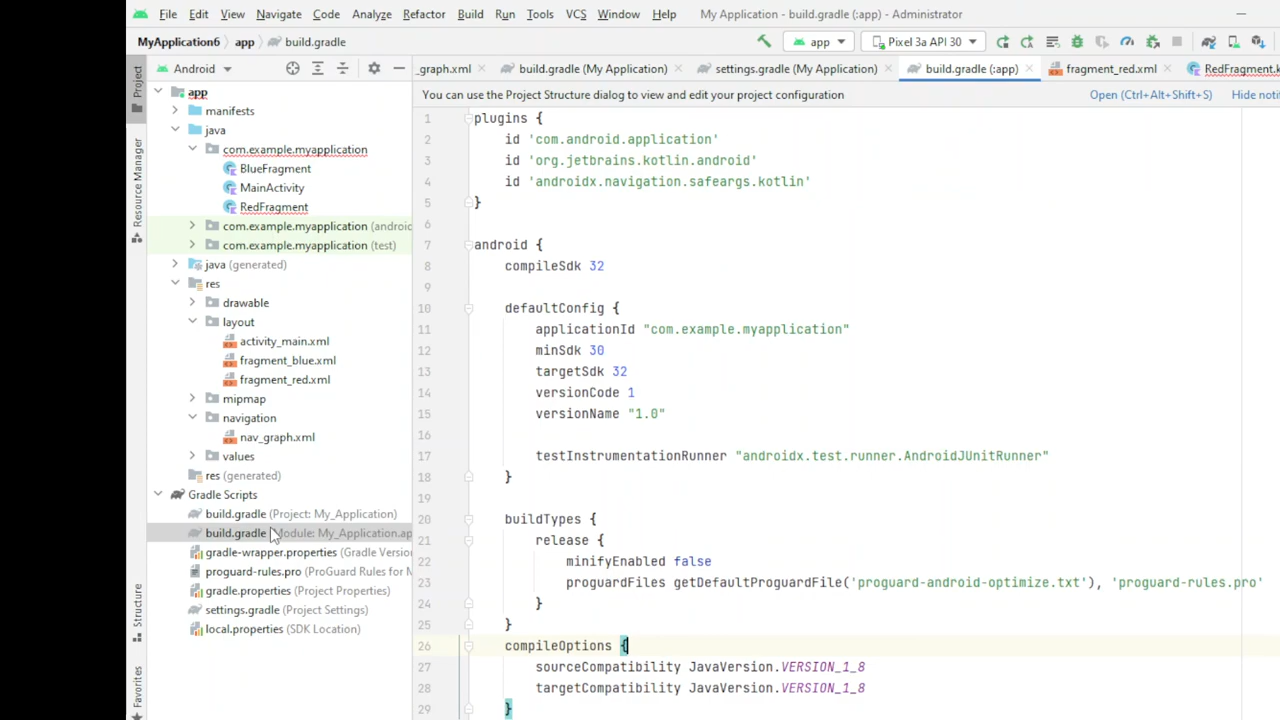 File Edit View Navigate Code Analyze Refactor Build Run Tools VCS Window Help My Application - build.gradle (:app) - Administrator
MyApplication6 app build.gradle app Pixel 3a API 30
Project
Resource Manager
Structure
Favorites
Android
app
manifests
java
com.example.myapplication
BlueFragment
MainActivity
RedFragment
com.example.myapplication (androic
com.example.myapplication (test)
java (generated)
res
drawable
layout
activity_main.xml
fragment_blue.xml
fragment_red.xml
mipmap
navigation
nav_graph.xml
values
res (generated)
Gradle Scripts
build.gradle (Project: My_Application)
build.gradle Module: My_Application.ap
gradle-wrapper.properties (Gradle Versior
proguard-rules.pro (ProGuard Rules for M
gradle.properties (Project Properties)
settings.gradle (Project Settings)
local.properties (SDK Location)
_graph.xml build.gradle (My Application) settings.gradle (My Application) build.gradle (:app) fragment_red.xml RedFragment.k
You can use the Project Structure dialog to view and edit your project configuration Open (Ctrl+Alt+Shift+S) Hide noti
1 plugins {
2 id 'com.android.application'
3 id 'org.jetbrains.kotlin.android'
4 id 'androidx.navigation.safeargs.kotlin'
5 }
6
7 android {
8 compileSdk 32
9
10 defaultConfig {
11 applicationId "com.example.myapplication"
12 minSdk 30
13 targetSdk 32
14 versionCode 1
15 versionName "1.0"
16
17 testInstrumentationRunner "androidx.test.runner.AndroidJUnitRunner"
18 }
19
20 buildTypes {
21 release {
22 minifyEnabled false
23 proguardFiles getDefaultProguardFile('proguard-android-optimize.txt'), 'proguard-rules.pro'
24 }
25 }
26 compileOptions {
27 sourceCompatibility JavaVersion.VERSION_1_8
28 targetCompatibility JavaVersion.VERSION_1_8
29 }